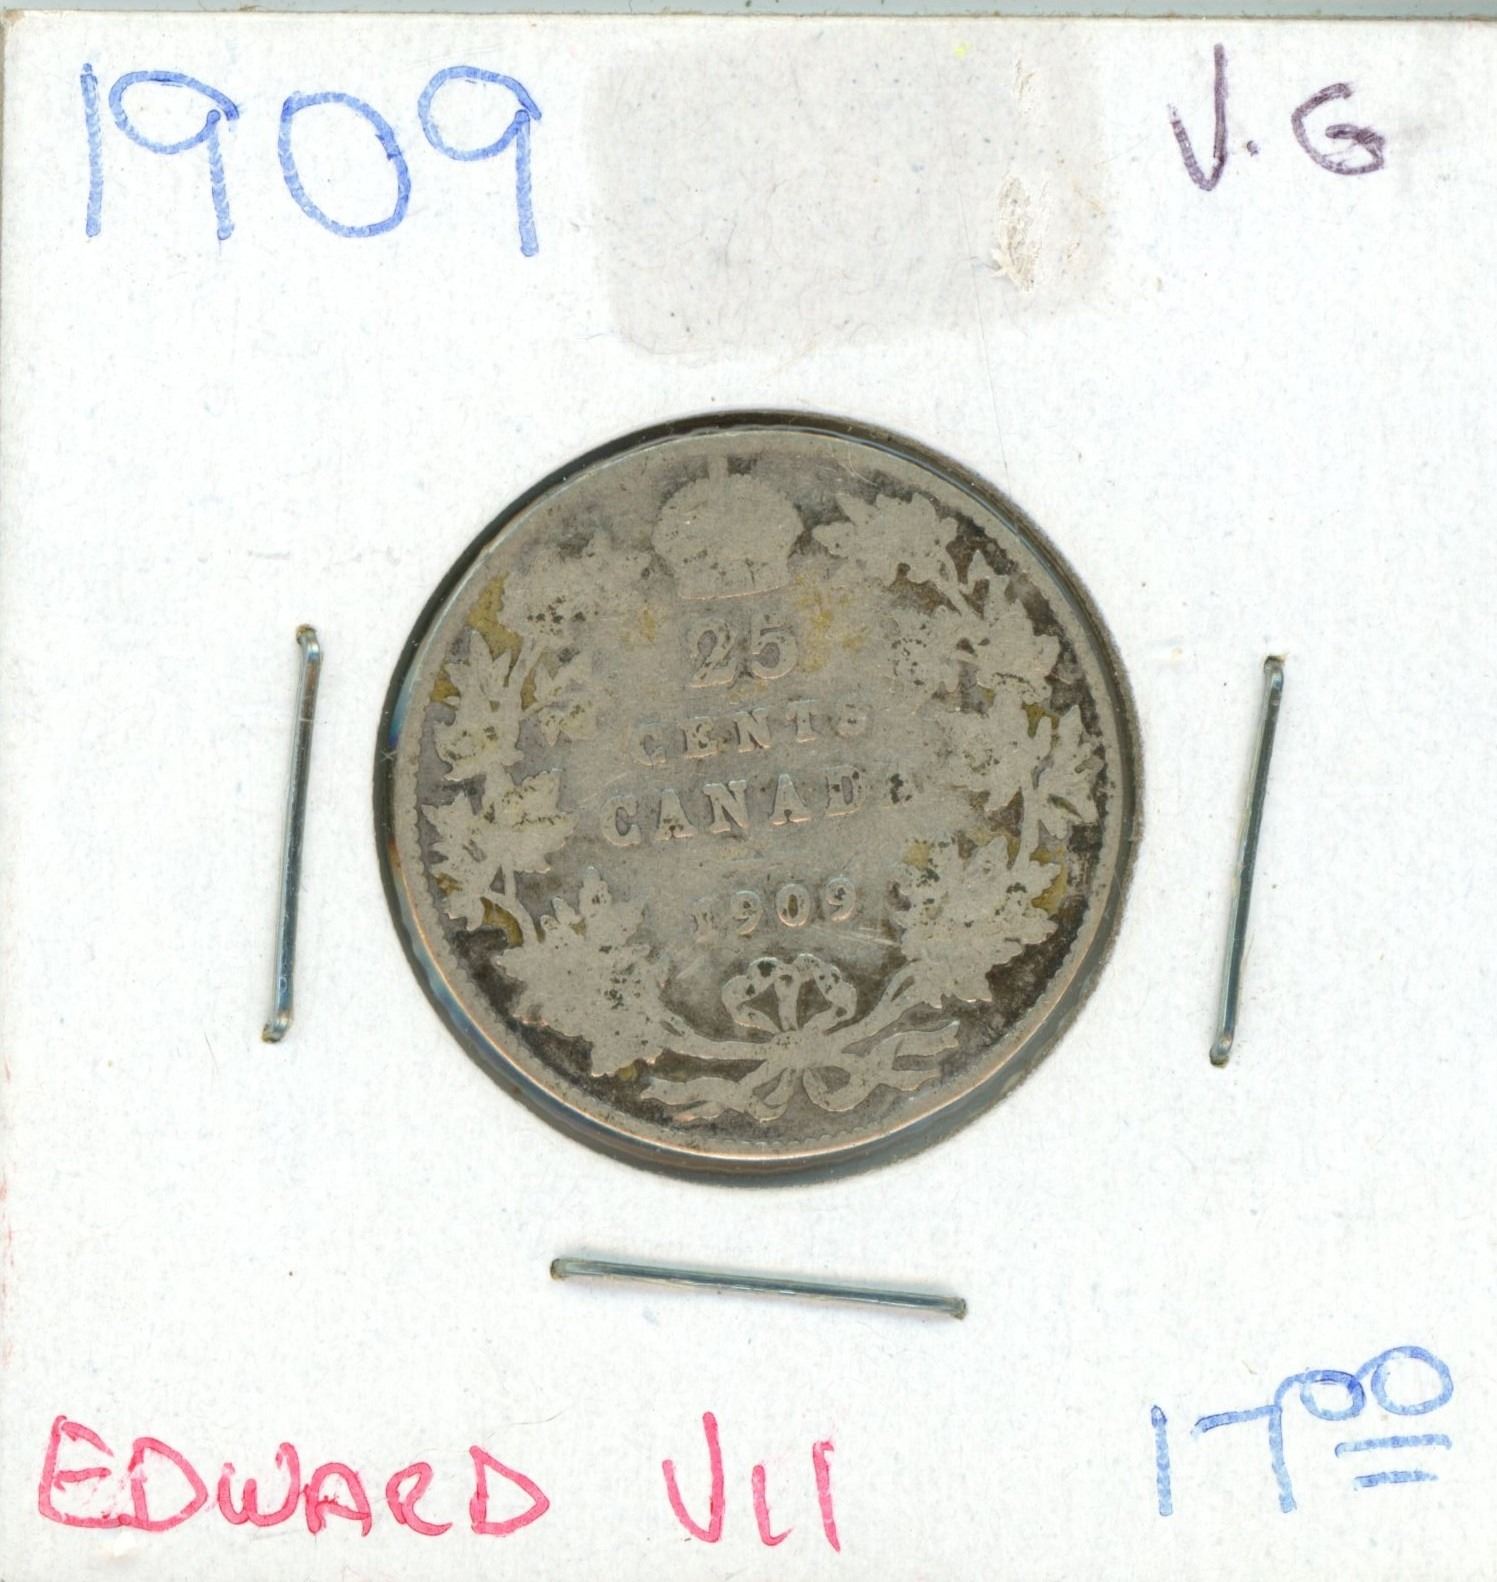 1909
V.G
25
CENTS
CANADA
1909
EDWARD VII
17 00